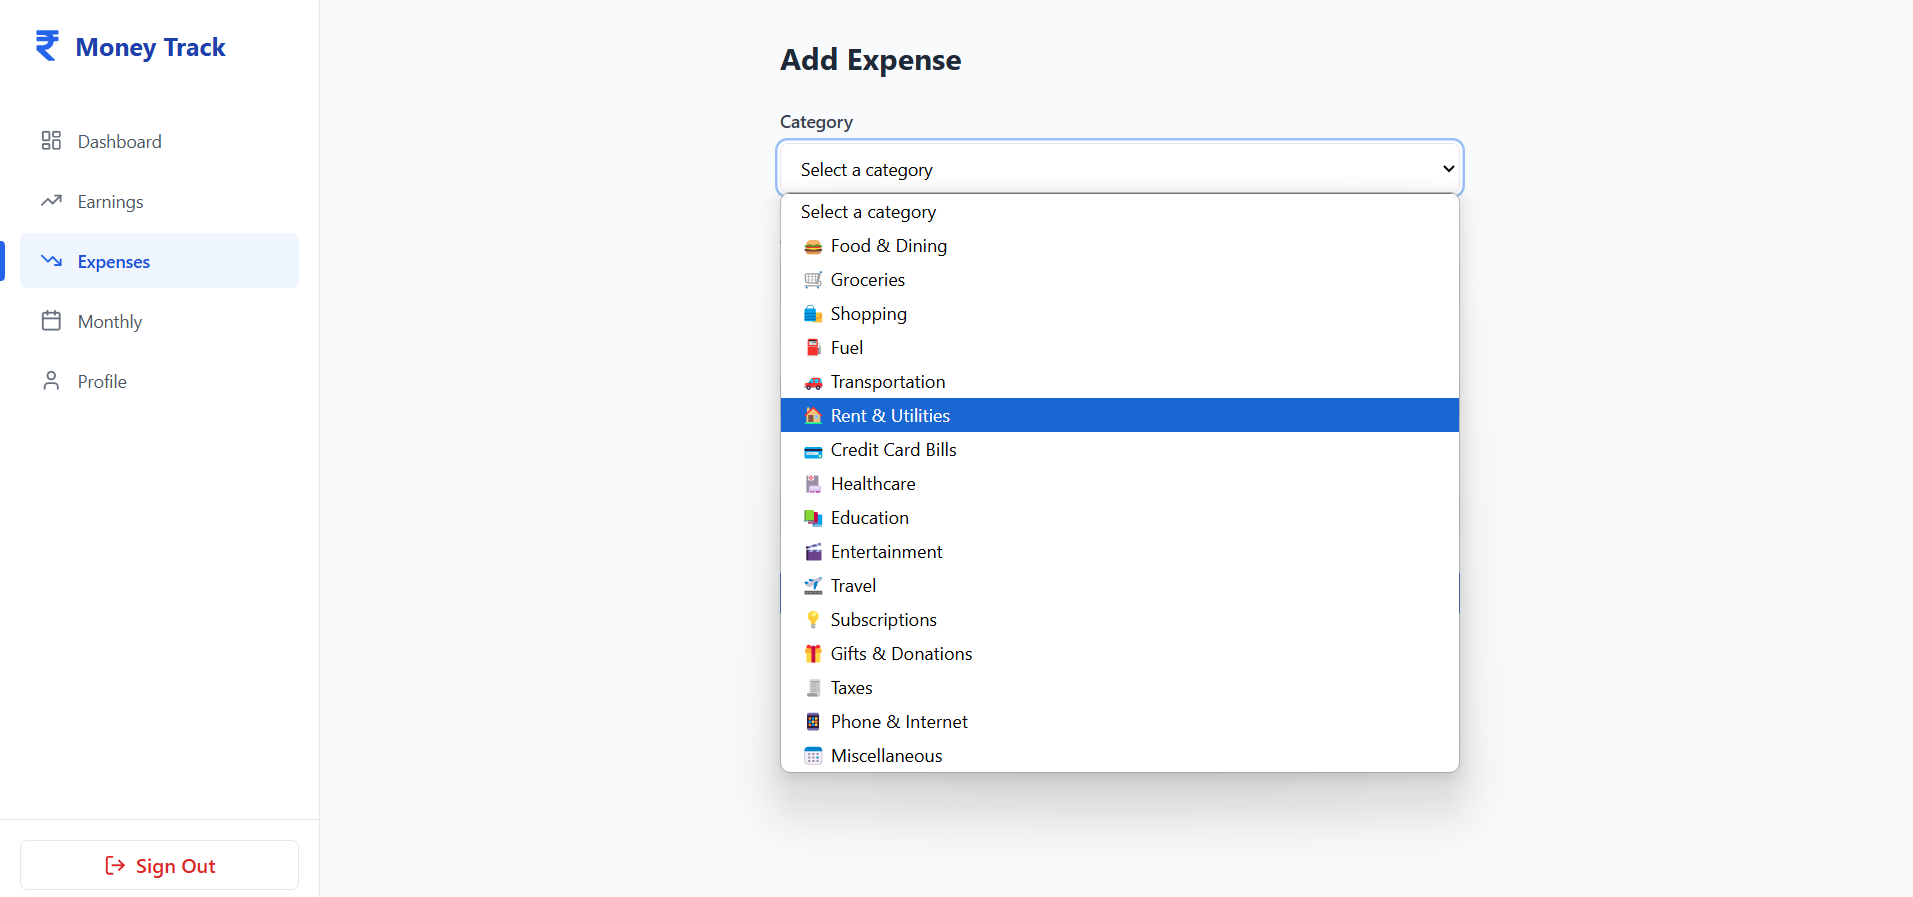 Money Track
Dashboard
Earnings
Expenses
Monthly
Profile
Sign Out
Add Expense
Category
Select a category
Select a category
Food & Dining
Groceries
Shopping
Fuel
Transportation
Rent & Utilities
Credit Card Bills
Healthcare
Education
Entertainment
Travel
Subscriptions
Gifts & Donations
Taxes
Phone & Internet
Miscellaneous